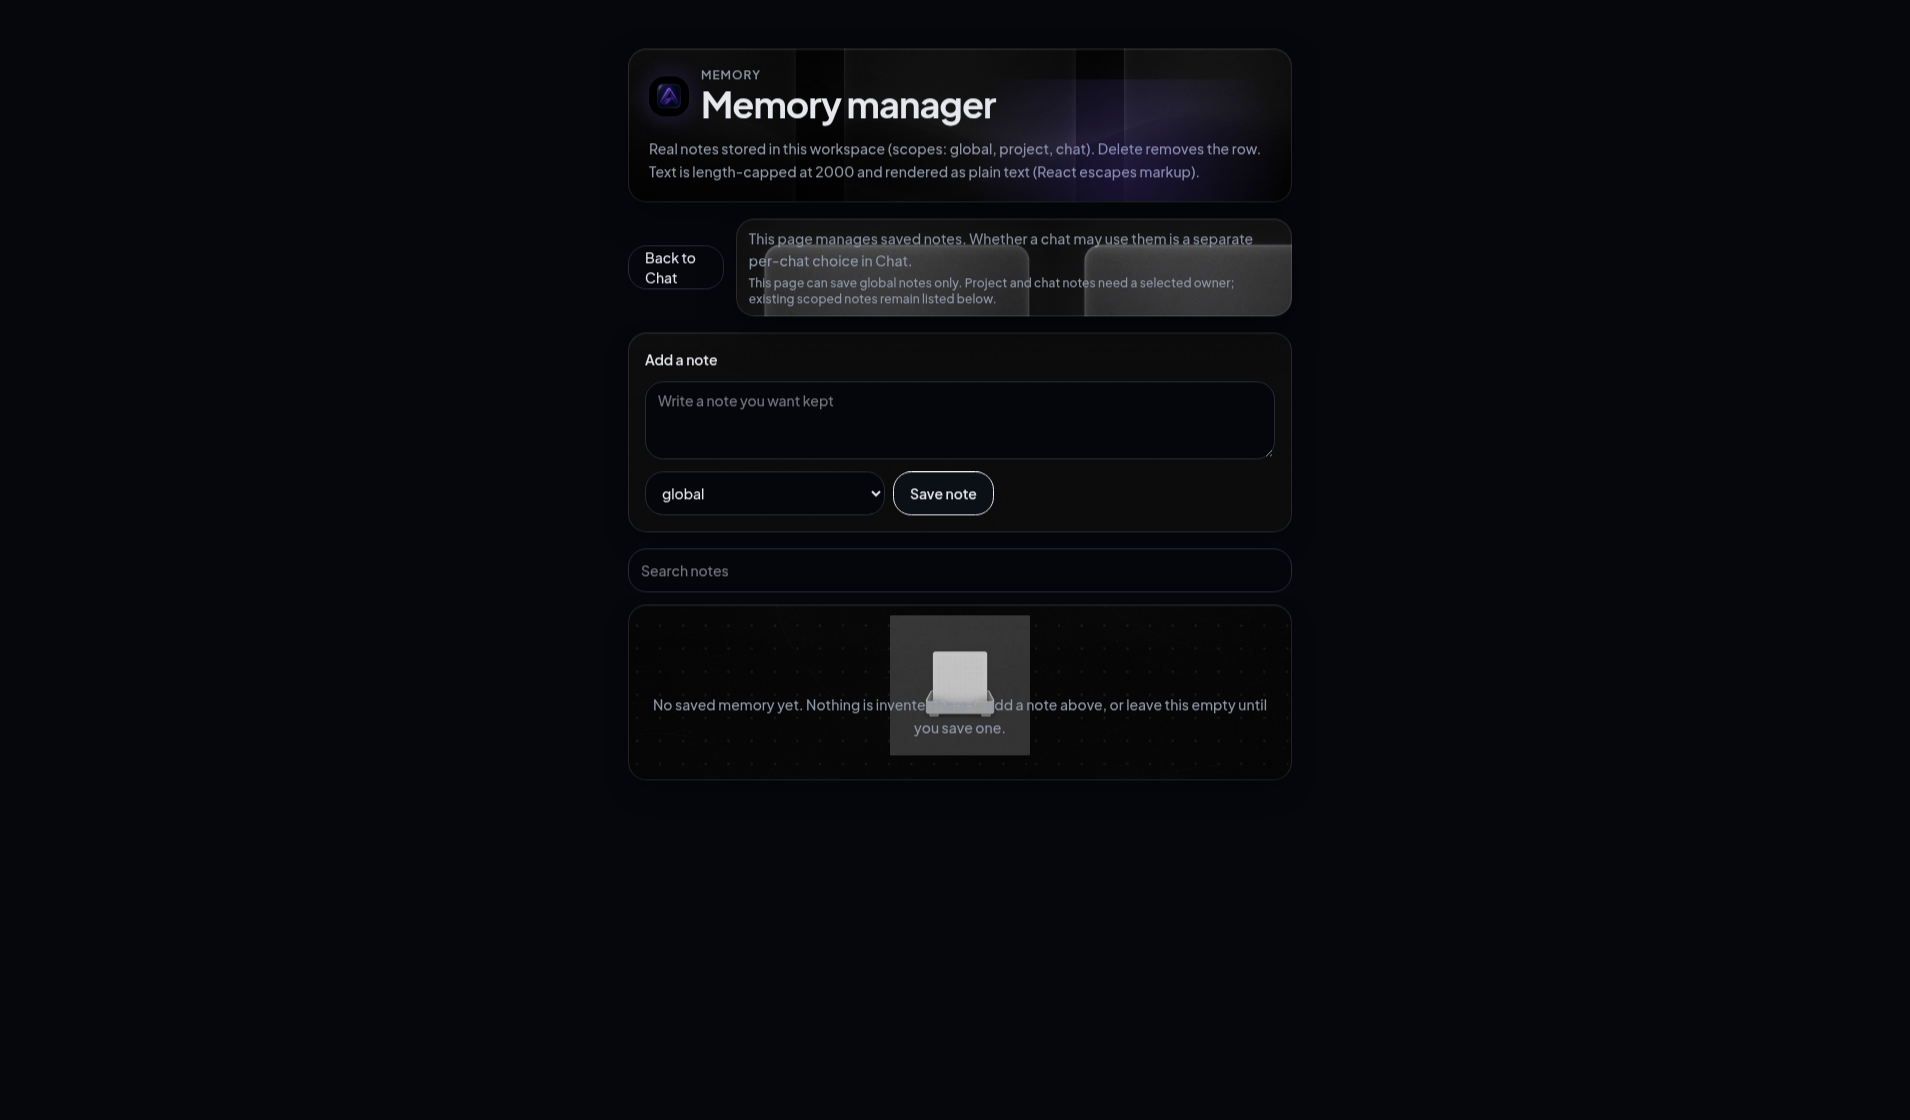 MEMORY
Memory manager
Real notes stored in this workspace (scopes: global, project, chat). Delete removes the row.
Text is length-capped at 2000 and rendered as plain text (React escapes markup).
Back to
Chat
This page manages saved notes. Whether a chat may use them is a separate
per-chat choice in Chat.
This page can save global notes only. Project and chat notes need a selected owner;
existing scoped notes remain listed below.
Add a note
Write a note you want kept
global
Save note
Search notes
No saved memory yet. Nothing is a note above, or leave this empty until
you save one.